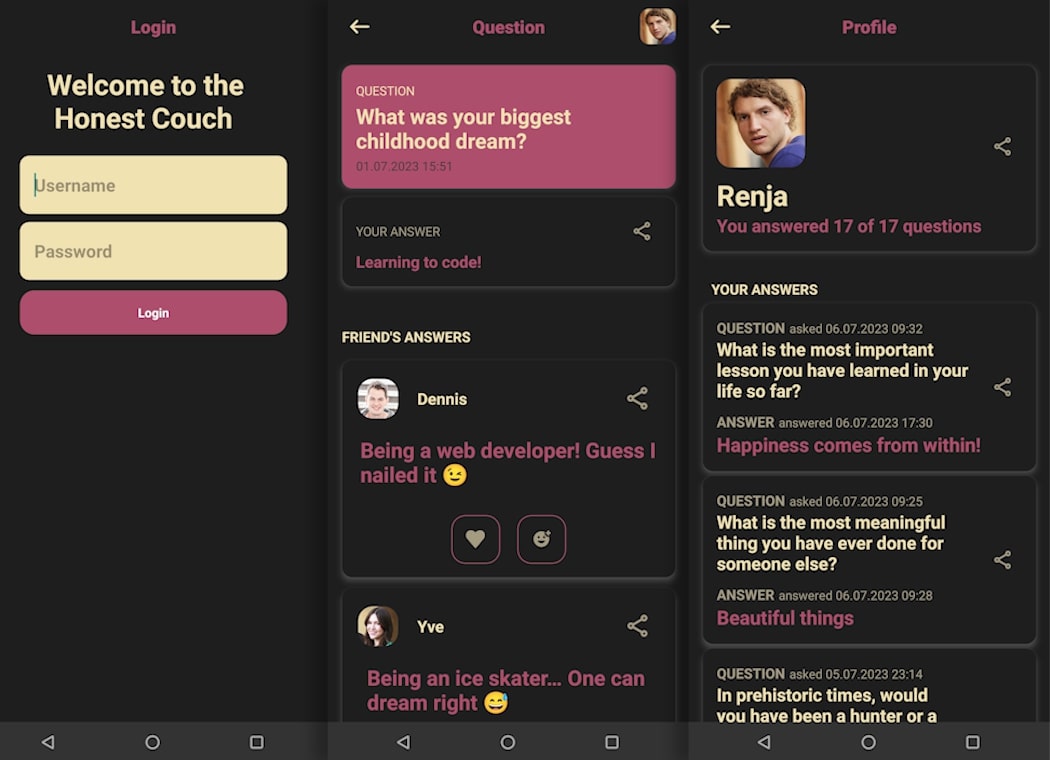 Login
Welcome to the
Honest Couch
Username
Password
Login
Question
QUESTION
What was your biggest
childhood dream?
01.07.2023 15:51
YOUR ANSWER
Learning to code!
FRIEND'S ANSWERS
Dennis
Being a web developer! Guess I
nailed it 😉
Yve
Being an ice skater... One can
dream right 😅
Profile
Renja
You answered 17 of 17 questions
YOUR ANSWERS
QUESTION asked 06.07.2023 09:32
What is the most important
lesson you have learned in your
life so far?
ANSWER answered 06.07.2023 17:30
Happiness comes from within!
QUESTION asked 06.07.2023 09:25
What is the most meaningful
thing you have ever done for
someone else?
ANSWER answered 06.07.2023 09:28
Beautiful things
QUESTION asked 05.07.2023 23:14
In prehistoric times, would
you have been a hunter or a